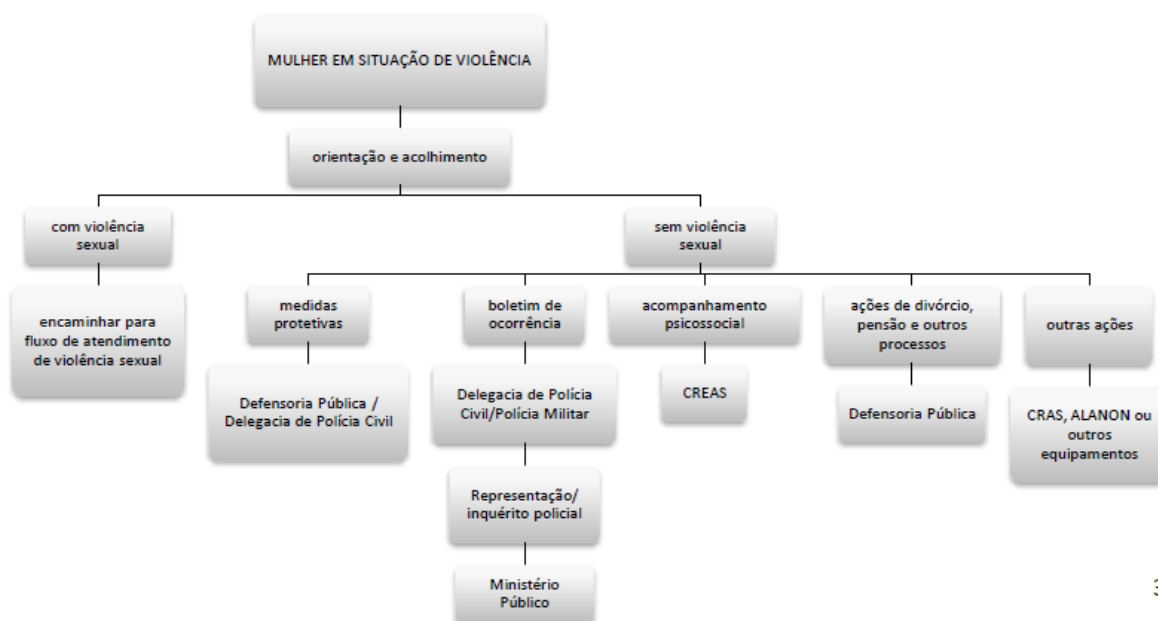 MULHER EM SITUAÇÃO DE VIOLÊNCIA
orientação e acolhimento
com violência
sexual
sem violência
sexual
encaminhar para
fluxo de atendimento
de violência sexual
medidas
protetivas
boletim de
ocorrência
acompanhamento
psicossocial
ações de divórcio,
pensão e outros
processos
outras ações
Defensoria Pública /
Delegacia de Polícia Civil
Delegacia de Polícia
Civil/Polícia Militar
CREAS
Defensoria Pública
CRAS, ALANON ou
outros
equipamentos
Representação/
inquérito policial
Ministério
Público